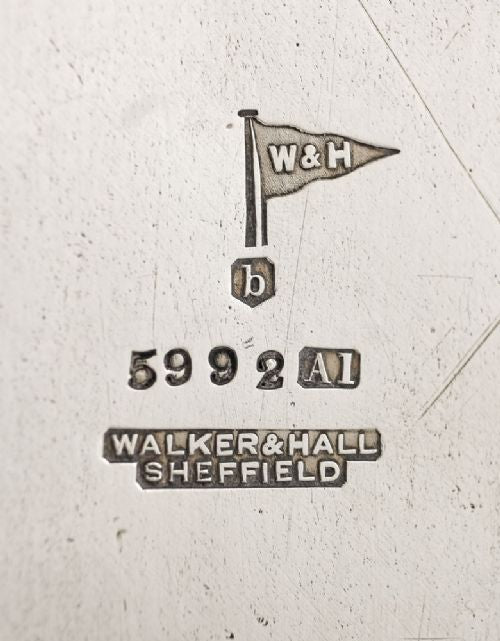 W&H
b
5992 A1
WALKER&HALL
SHEFFIELD